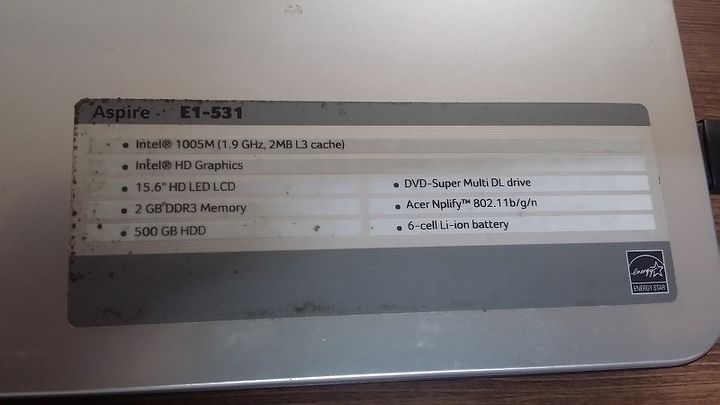 Aspire E1-531
• Intel® 1005M (1.9 GHz, 2MB L3 cache)
• Intel® HD Graphics
• 15.6" HD LED LCD
• 2 GB DDR3 Memory
• 500 GB HDD
• DVD-Super Multi DL drive
• Acer Nplify™ 802.11b/g/n
• 6-cell Li-ion battery
energy
ENERGY STAR